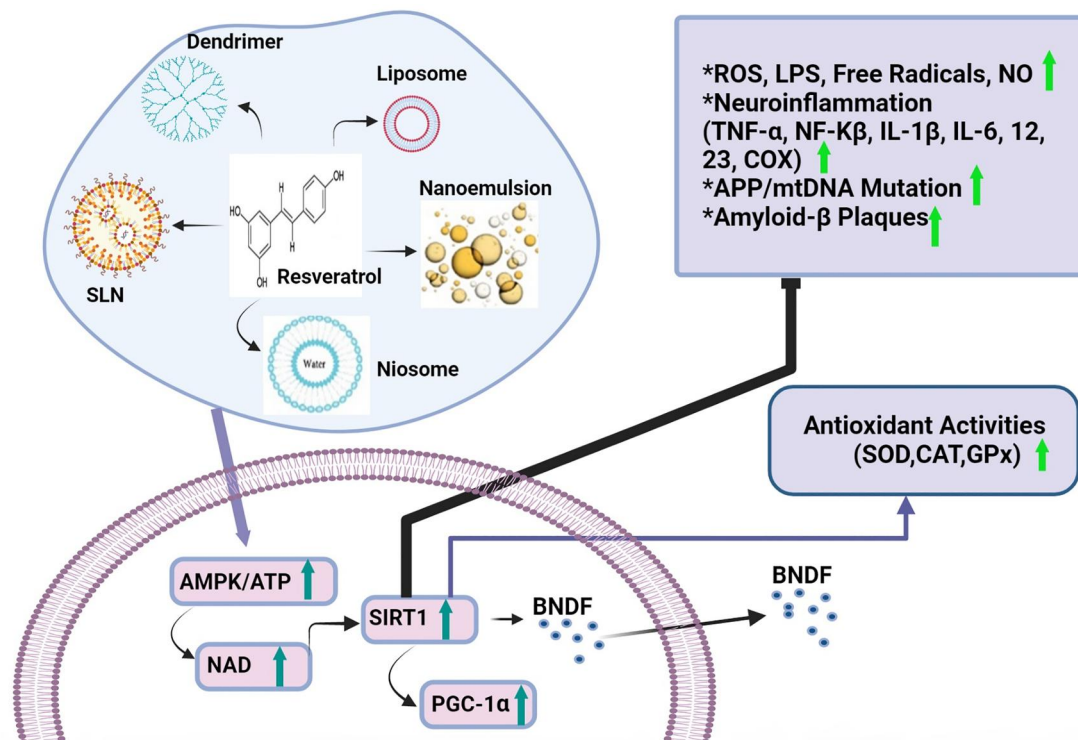 Dendrimer
Liposome
OH
H
HO
H
OH
Resveratrol
Nanoemulsion
SLN
Water
Niosome
*ROS, LPS, Free Radicals, NO
*Neuroinflammation
(TNF-α, NF-Kβ, IL-1β, IL-6, 12,
23, COX)
*APP/mtDNA Mutation
*Amyloid-β Plaques
Antioxidant Activities
(SOD,CAT,GPx)
AMPK/ATP
NAD
SIRT1
PGC-1α
BNDF
BNDF